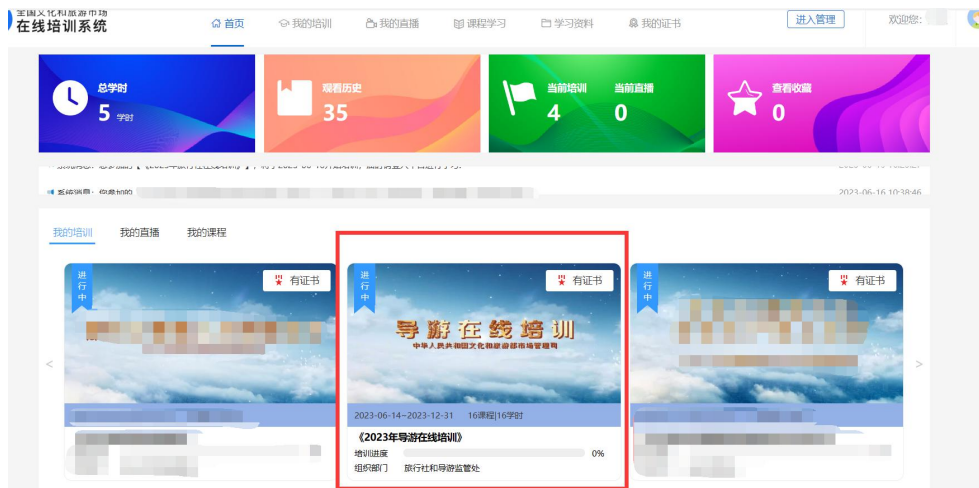 全国文化和旅游市场
在线培训系统
首页 我的培训 我的直播 课程学习 学习资料 我的证书 进入管理 欢迎您:
总学时
5 学时
观看历史
35
当前培训 当前直播
4 0
查看收藏
0
系统消息: 您参加的
2023-06-16 10:38:46
我的培训 我的直播 我的课程
进行中
有证书
进行中
有证书
导游在线培训
中华人民共和国文化和旅游部市场管理司
2023-06-14~2023-12-31 16课程|16学时
《2023年导游在线培训》
培训进度 0%
组织部门 旅行社和导游监管处
进行中
有证书